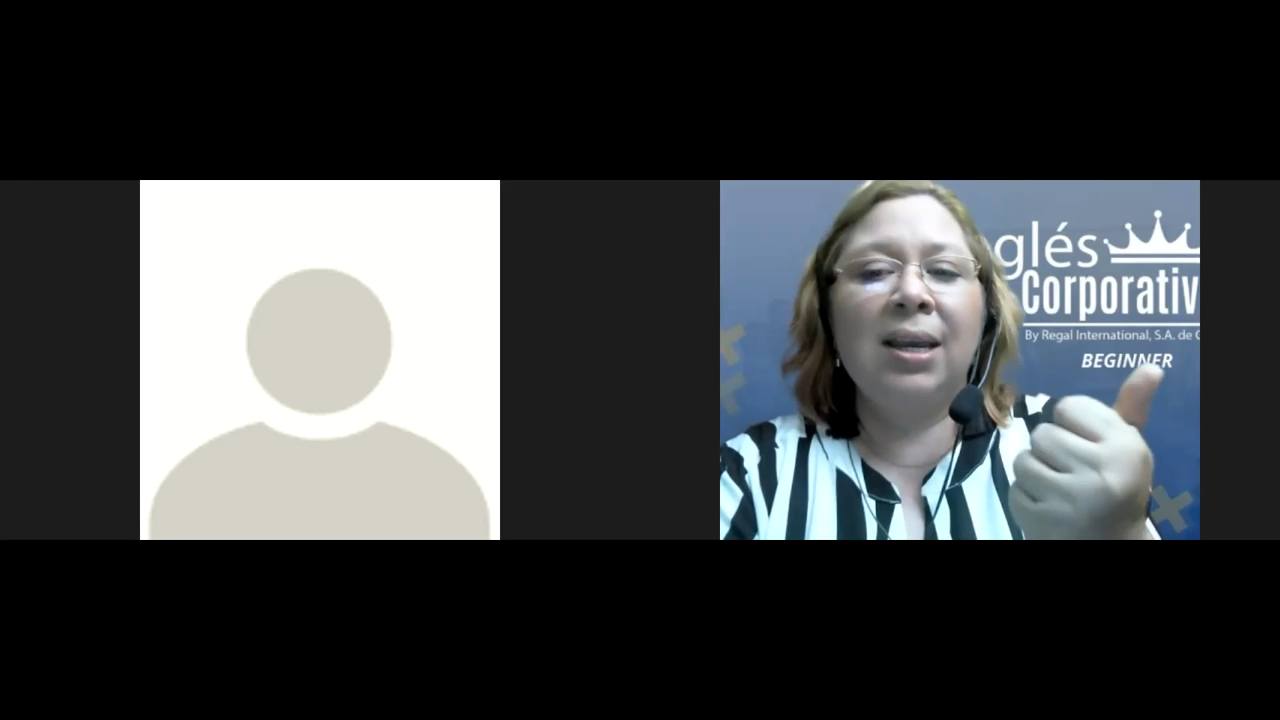 glés
Corporativ
By Regal International, S.A. de C
BEGINNER